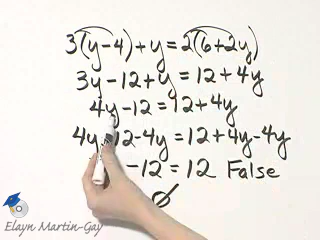 3(y-4)+y=2(6+2y)
3y-12+y=12+4y
4y-12=12+4y
4y-12-4y=12+4y-4y
-12=12 False
∅
Elayn Martin-Gay